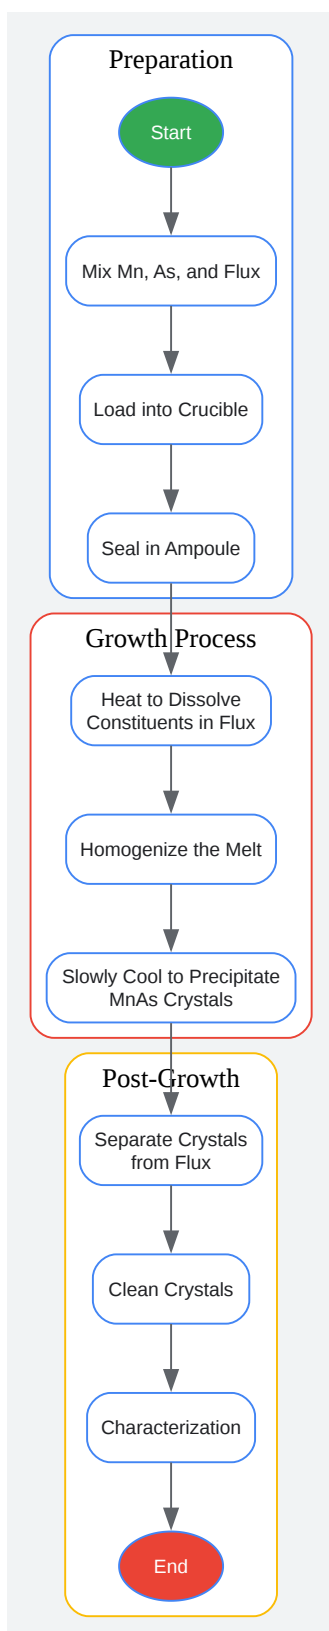 Preparation
Start
Mix Mn, As, and Flux
Load into Crucible
Seal in Ampoule
Growth Process
Heat to Dissolve
Constituents in Flux
Homogenize the Melt
Slowly Cool to Precipitate
MnAs Crystals
Post-Growth
Separate Crystals
from Flux
Clean Crystals
Characterization
End